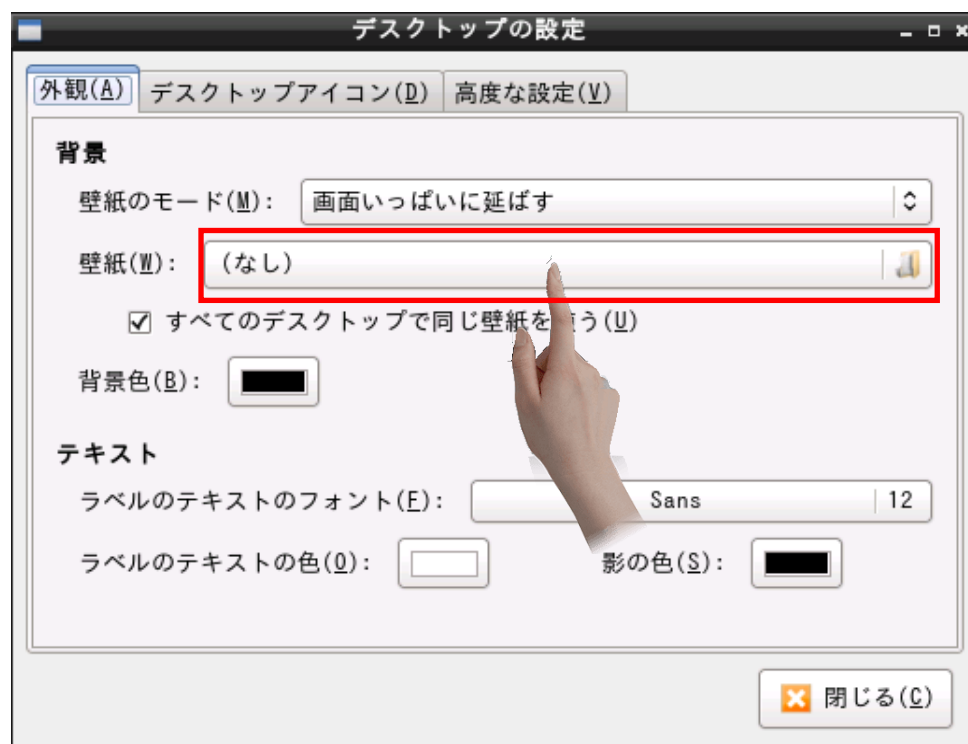 デスクトップの設定
外観(A) デスクトップアイコン(D) 高度な設定(V)
背景
壁紙のモード(M): 画面いっぱいに延ばす
壁紙(W): (なし)
すべてのデスクトップで同じ壁紙を う(U)
背景色(B):
テキスト
ラベルのテキストのフォント(F): Sans 12
ラベルのテキストの色(O): 影の色(S):
閉じる(C)